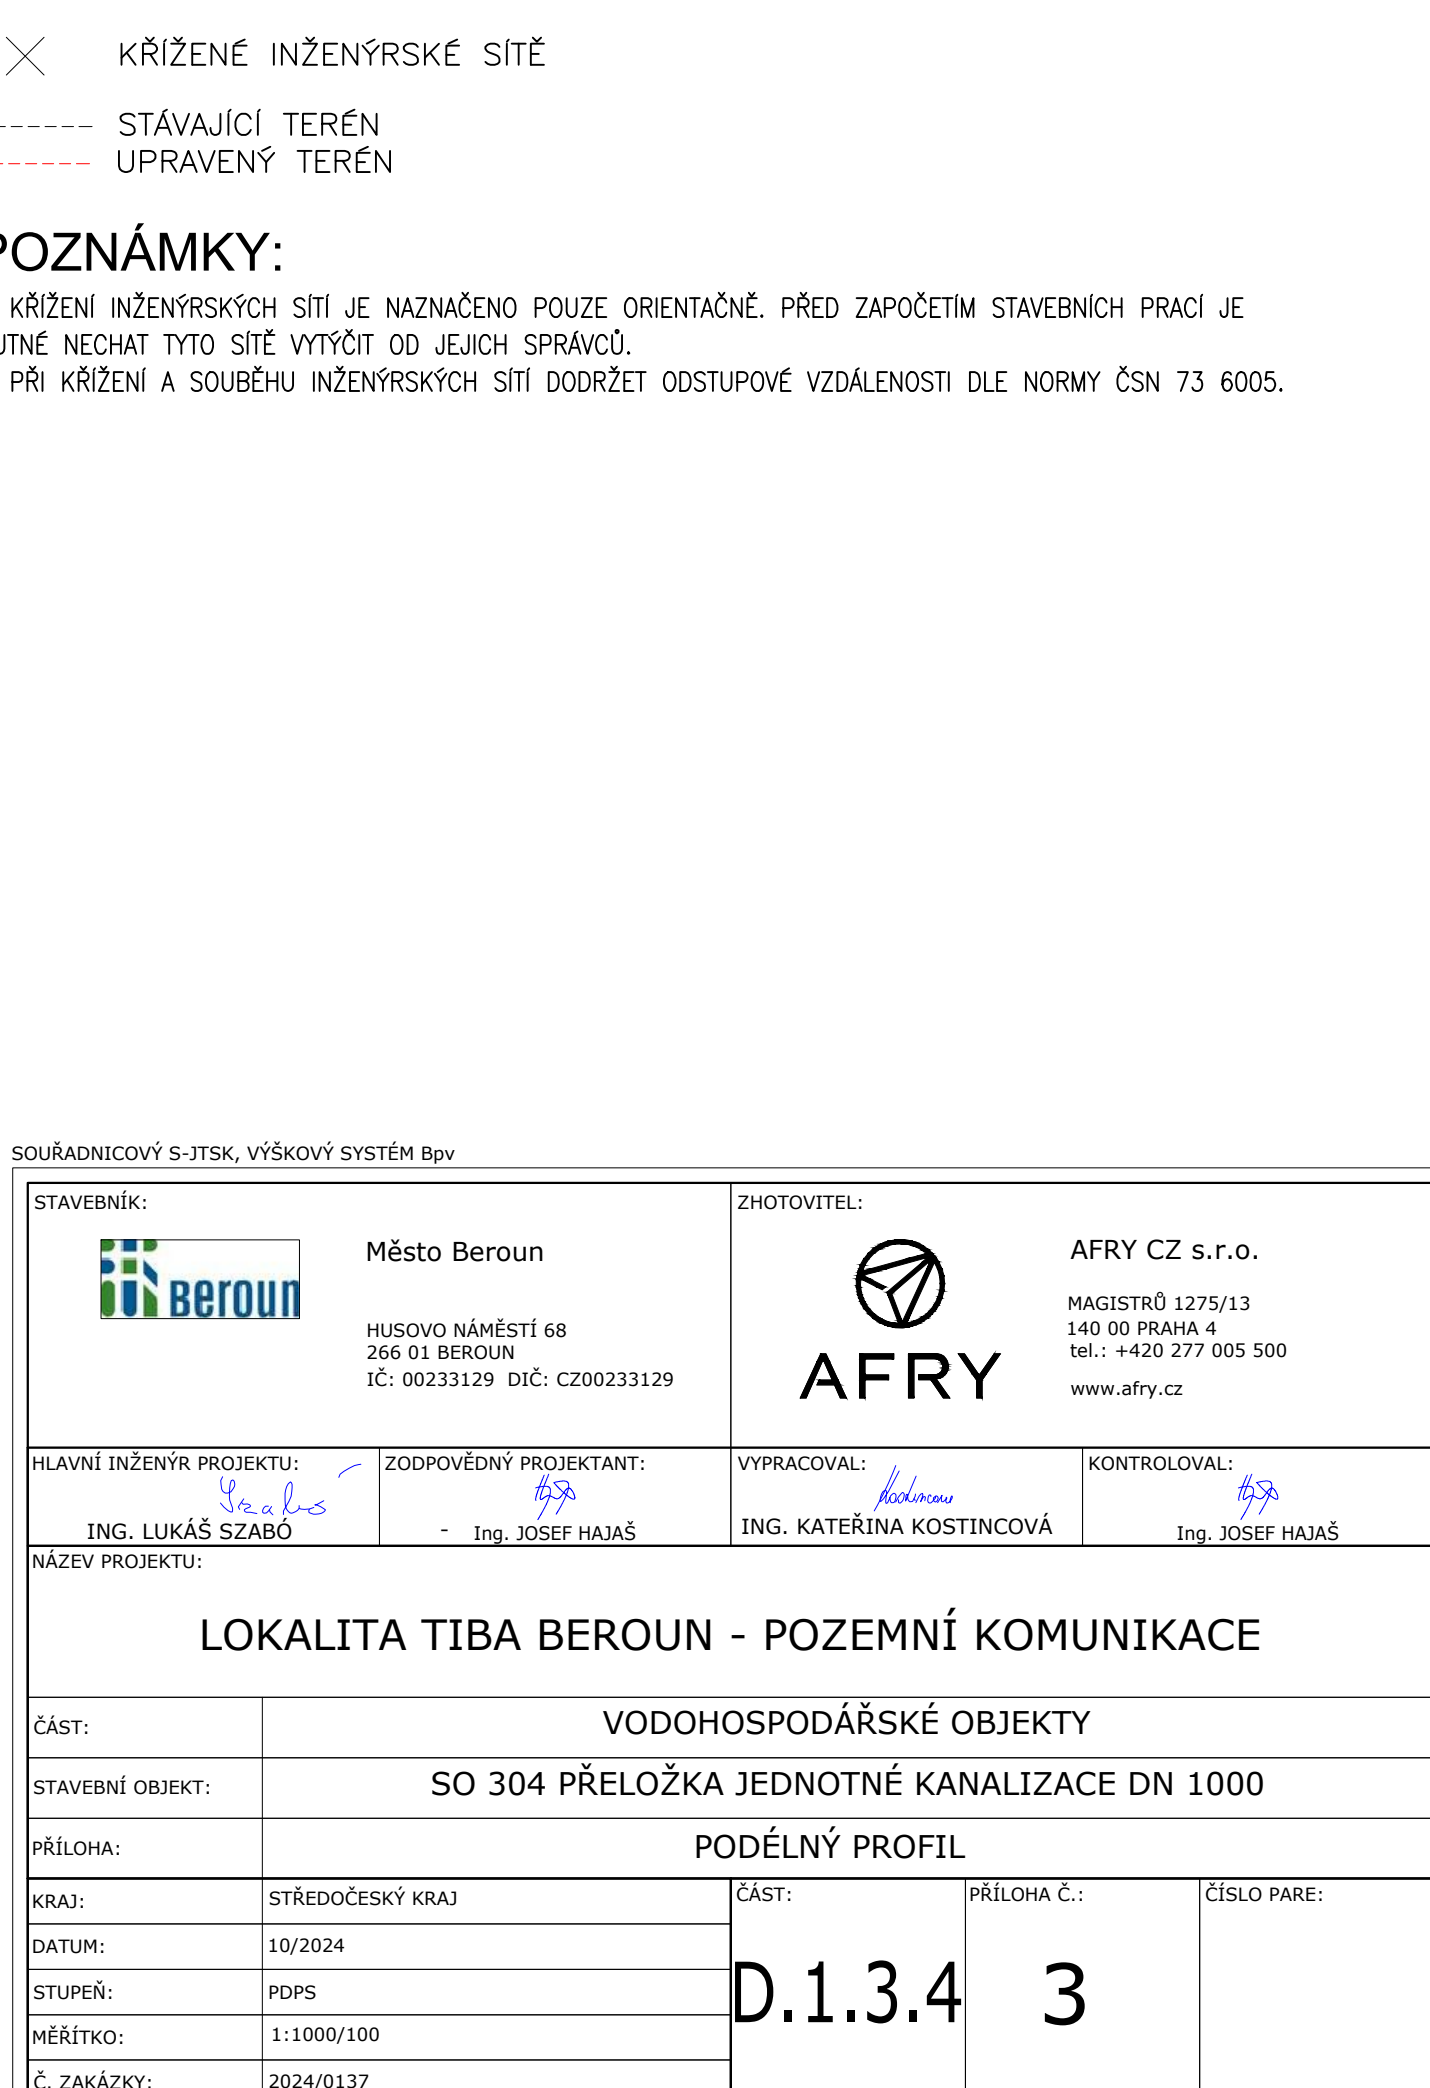 KŘÍŽENÉ INŽENÝRSKÉ SÍTĚ
STÁVAJÍCÍ TERÉN
UPRAVENÝ TERÉN
POZNÁMKY:
KŘÍŽENÍ INŽENÝRSKÝCH SÍTÍ JE NAZNAČENO POUZE ORIENTAČNĚ. PŘED ZAPOČETÍM STAVEBNÍCH PRACÍ JE
UTNÉ NECHAT TYTO SÍTĚ VYTÝČIT OD JEJICH SPRÁVCŮ.
PŘI KŘÍŽENÍ A SOUBĚHU INŽENÝRSKÝCH SÍTÍ DODRŽET ODSTUPOVÉ VZDÁLENOSTI DLE NORMY ČSN 73 6005.
SOUŘADNICOVÝ S-JTSK, VÝŠKOVÝ SYSTÉM Bpv
STAVEBNÍK:
Beroun
Město Beroun
HUSOVO NÁMĚSTÍ 68
266 01 BEROUN
IČ: 00233129 DIČ: CZ00233129
ZHOTOVITEL:
AFRY
AFRY CZ s.r.o.
MAGISTRŮ 1275/13
140 00 PRAHA 4
tel.: +420 277 005 500
www.afry.cz
HLAVNÍ INŽENÝR PROJEKTU:
Szabó
ING. LUKÁŠ SZABÓ
ZODPOVĚDNÝ PROJEKTANT:
- Ing. JOSEF HAJAŠ
VYPRACOVAL:
ING. KATEŘINA KOSTINCOVÁ
KONTROLOVAL:
Ing. JOSEF HAJAŠ
NÁZEV PROJEKTU:
LOKALITA TIBA BEROUN - POZEMNÍ KOMUNIKACE
ČÁST:
VODOHOSPODÁŘSKÉ OBJEKTY
STAVEBNÍ OBJEKT:
SO 304 PŘELOŽKA JEDNOTNÉ KANALIZACE DN 1000
PŘÍLOHA:
PODÉLNÝ PROFIL
KRAJ:
STŘEDOČESKÝ KRAJ
DATUM:
10/2024
STUPEŇ:
PDPS
MĚŘÍTKO:
1:1000/100
Č. ZAKÁZKY:
2024/0137
ČÁST:
D.1.3.4
PŘÍLOHA Č.:
3
ČÍSLO PARE: